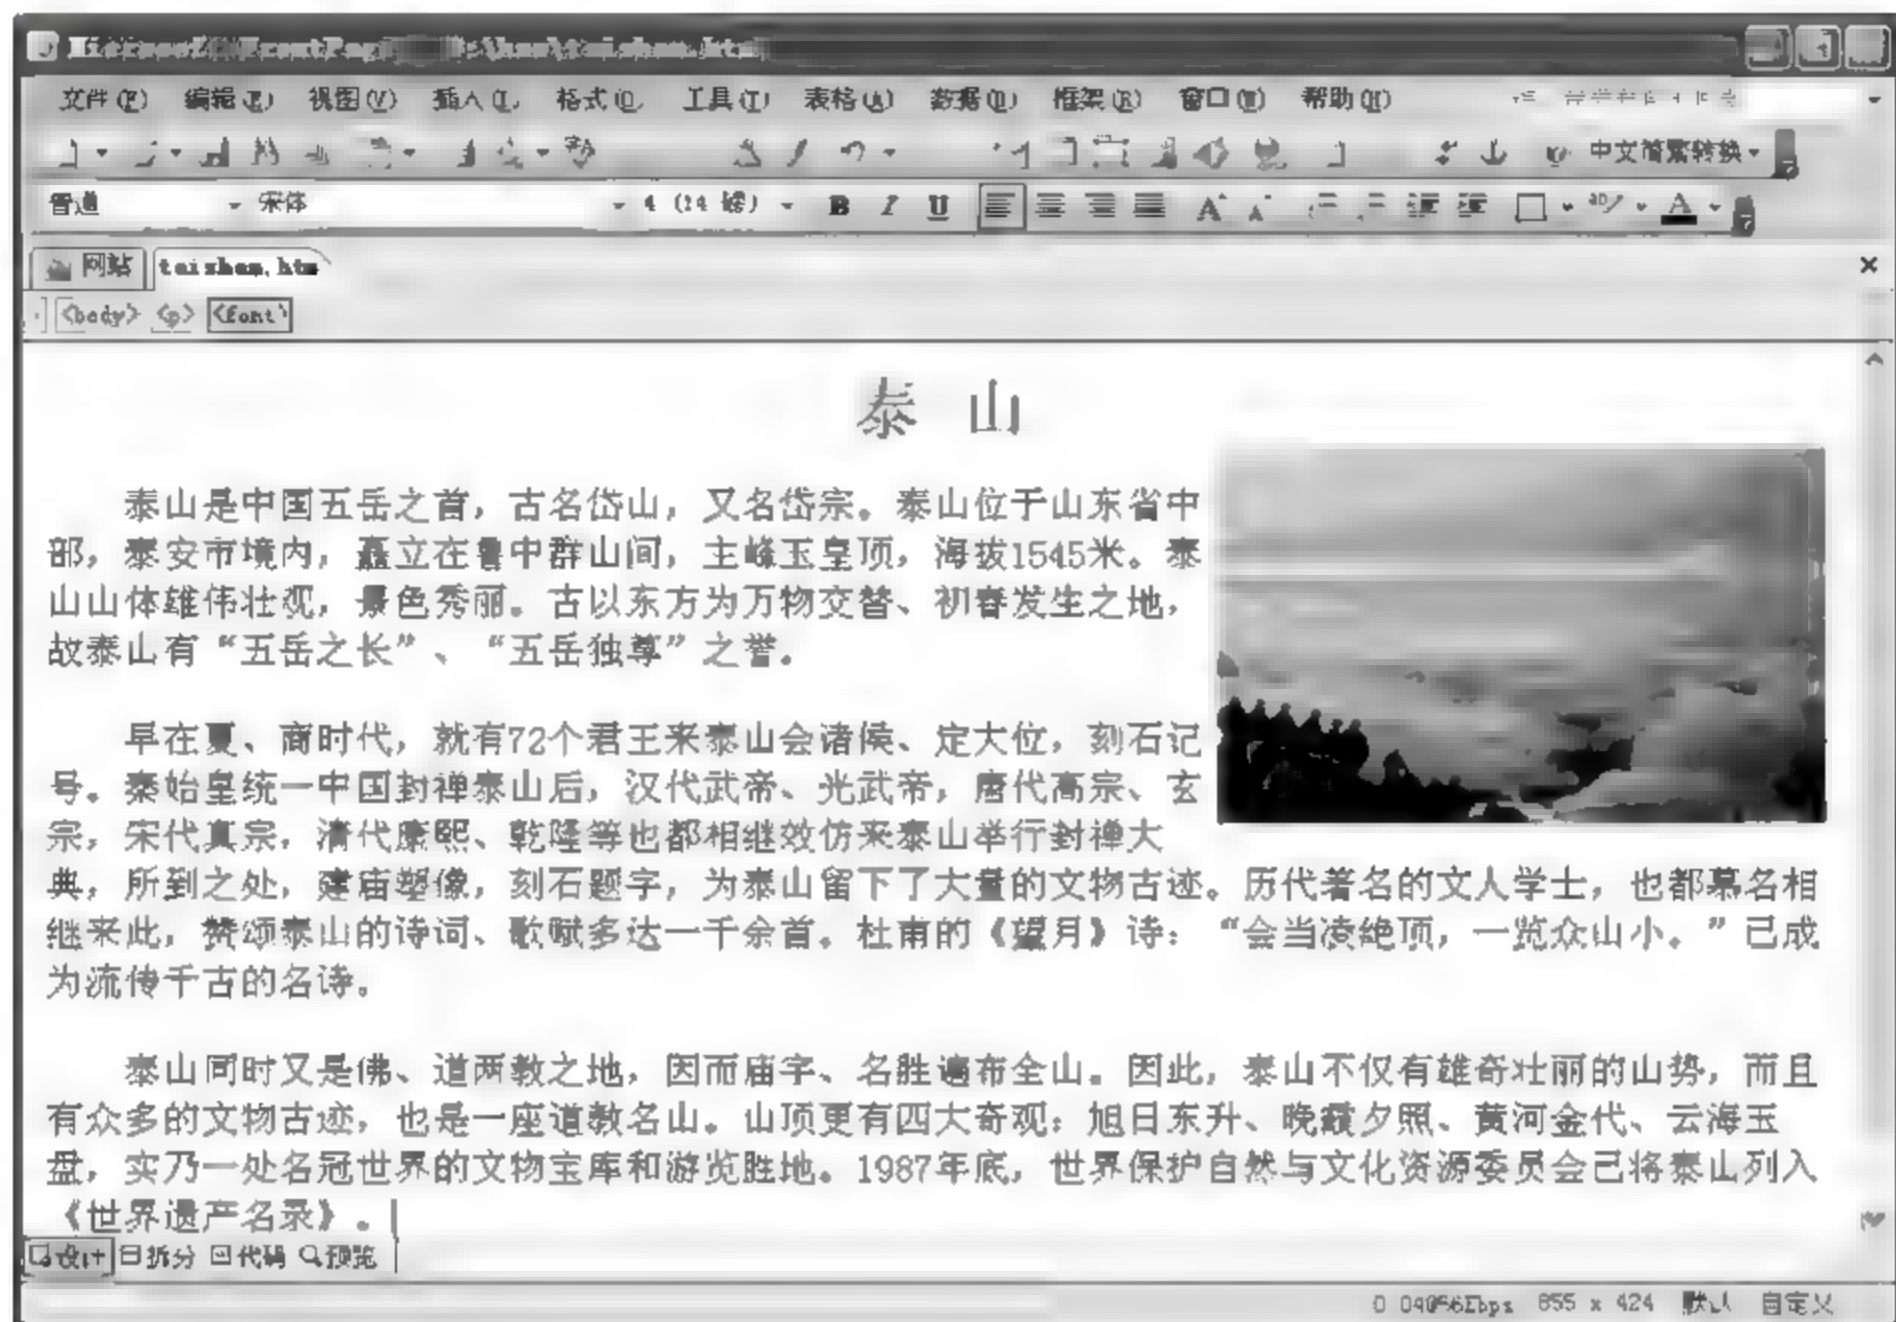 文件(F) 编辑(E) 视图(V) 插入(I) 格式(O) 工具(T) 表格(A) 数据(D) 框架(R) 窗口(W) 帮助(H)
中文简繁转换
普通 宋体 4 (14 磅) B I U A A A
网站 taishan.htm
<body> <p> <font>
泰 山
泰山是中国五岳之首，古名岱山，又名岱宗。泰山位于山东省中
部，泰安市境内，矗立在鲁中群山间，主峰玉皇顶，海拔1545米。泰
山山体雄伟壮观，景色秀丽。古以东方为万物交替、初春发生之地，
故泰山有“五岳之长”、“五岳独尊”之誉。
早在夏、商时代，就有72个君王来泰山会诸侯、定大位，刻石记
号。秦始皇统一中国封禅泰山后，汉代武帝、光武帝，唐代高宗、玄
宗，宋代真宗，清代康熙、乾隆等也都相继效仿来泰山举行封禅大
典，所到之处，建庙塑像，刻石题字，为泰山留下了大量的文物古迹。历代著名的文人学士，也都慕名相
继来此，赞颂泰山的诗词、歌赋多达一千余首。杜甫的《望月》诗：“会当凌绝顶，一览众山小。”已成
为流传千古的名诗。
泰山同时又是佛、道两教之地，因而庙宇、名胜遍布全山。因此，泰山不仅有雄奇壮丽的山势，而且
有众多的文物古迹，也是一座道教名山。山顶更有四大奇观：旭日东升、晚霞夕照、黄河金代、云海玉
盘，实乃一处名冠世界的文物宝库和游览胜地。1987年底，世界保护自然与文化资源委员会已将泰山列入
《世界遗产名录》。
设计 拆分 代码 预览
855 x 424 默认 自定义